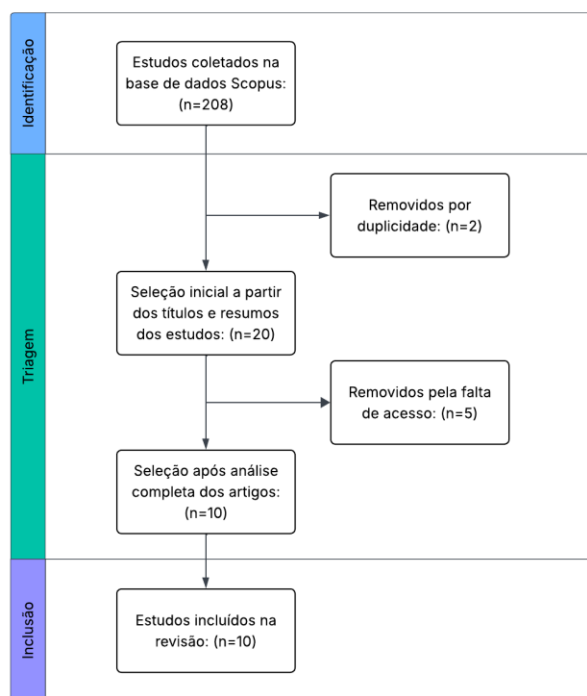 Identificação
Estudos coletados na
base de dados Scopus:
(n=208)
Triagem
Removidos por
duplicidade: (n=2)
Seleção inicial a partir
dos títulos e resumos
dos estudos: (n=20)
Removidos pela falta
de acesso: (n=5)
Seleção após análise
completa dos artigos:
(n=10)
Inclusão
Estudos incluídos na
revisão: (n=10)